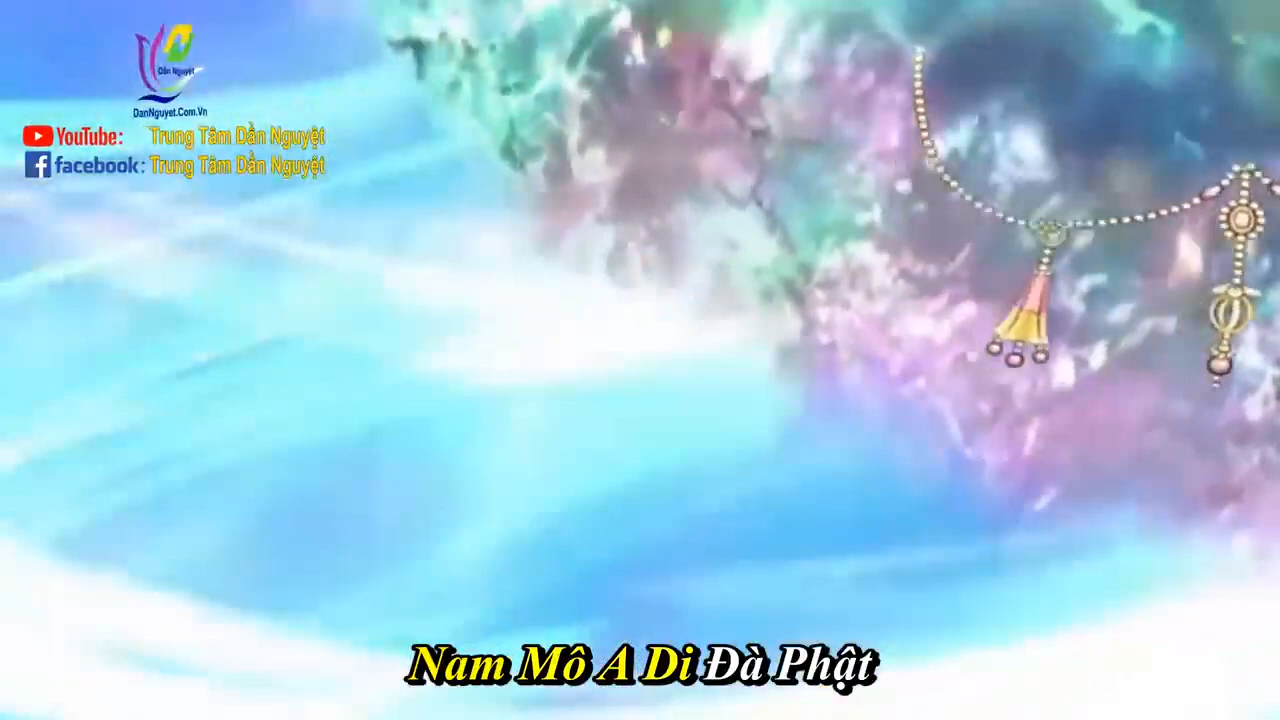 Dẫn Nguyệt
DanNguyet.Com.Vn
YouTube: Trung Tâm Dẫn Nguyệt
facebook: Trung Tâm Dẫn Nguyệt
Nam Mô A Di Đà Phật